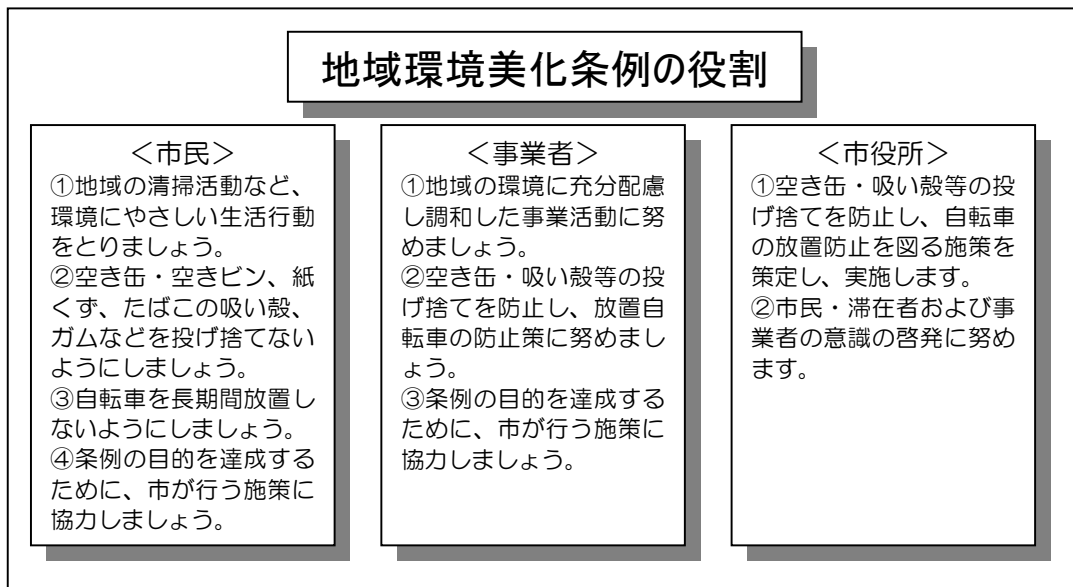 地域環境美化条例の役割
＜市民＞
①地域の清掃活動など、
環境にやさしい生活行動
をとりましょう。
②空き缶・空きビン、紙
くず、たばこの吸い殻、
ガムなどを投げ捨てない
ようにしましょう。
③自転車を長期間放置し
ないようにしましょう。
④条例の目的を達成する
ために、市が行う施策に
協力しましょう。
＜事業者＞
①地域の環境に充分配慮
し調和した事業活動に努
めましょう。
②空き缶・吸い殻等の投
げ捨てを防止し、放置自
転車の防止策に努めましょ
う。
③条例の目的を達成する
ために、市が行う施策に
協力しましょう。
＜市役所＞
①空き缶・吸い殻等の投
げ捨てを防止し、自転車
の放置防止を図る施策を
策定し、実施します。
②市民・滞在者および事
業者の意識の啓発に努め
ます。